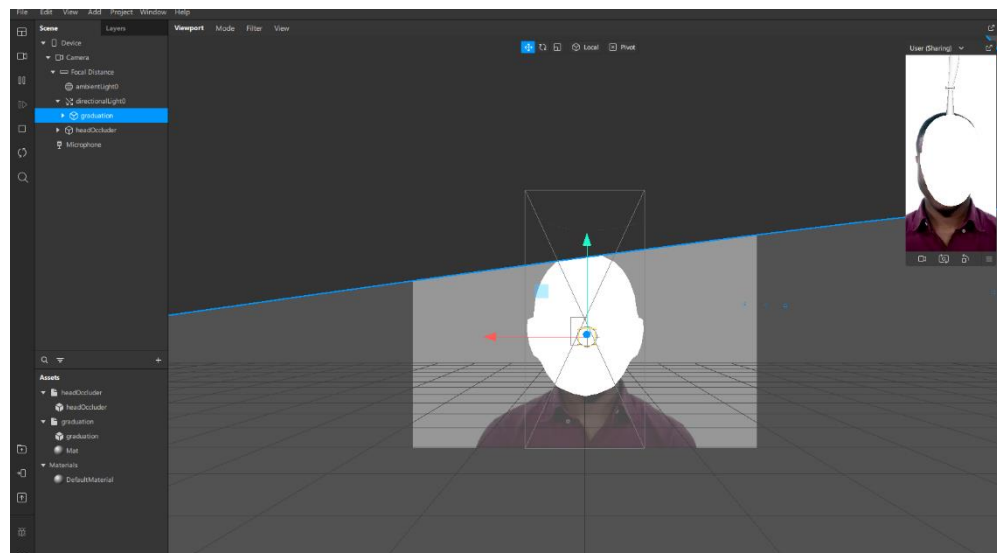 File Edit View Add Project Window Help
Scene Layers
Viewport Mode Filter View
Local Pivot
User (Sharing)
Device
Camera
Focal Distance
ambientLight0
directionalLight0
graduation
headOccluder
Microphone
Assets
headOccluder
headOccluder
graduation
graduation
Mat
Materials
DefaultMaterial